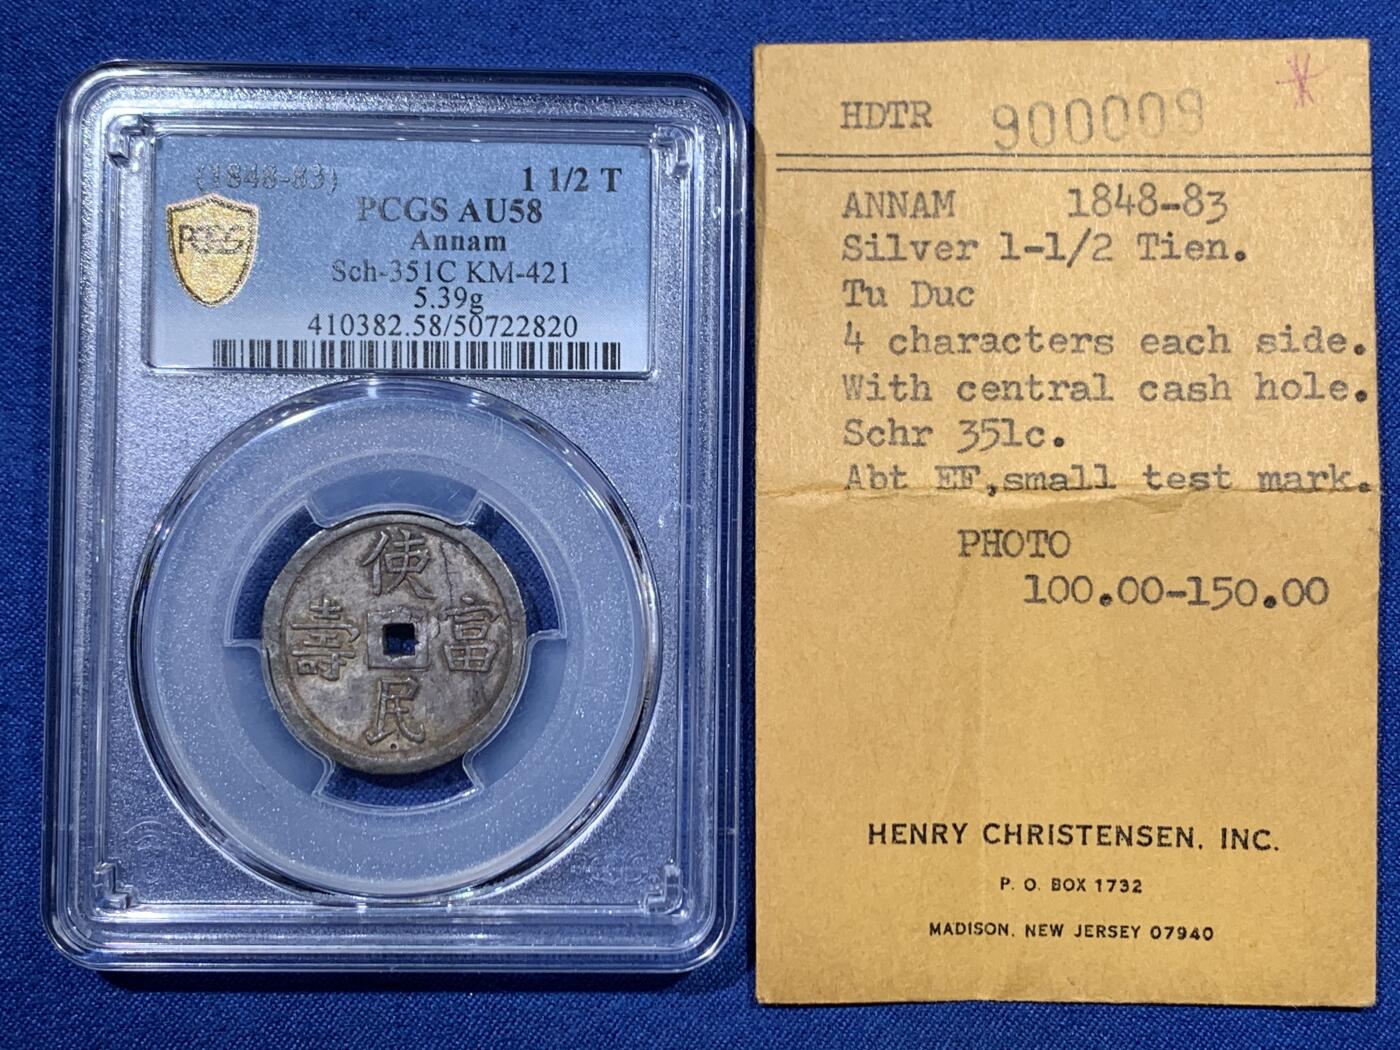 (1848-83) 1 1/2 T
PCGS AU58
PCGS
Annam
Sch-351C KM-421
5.39g
410382.58/50722820
使
壽 富
民
HDTR 900009
ANNAM 1848-83
Silver 1-1/2 Tien.
Tu Duc
4 characters each side.
With central cash hole.
Schr 351c.
Abt EF,small test mark.
PHOTO
100.00-150.00
HENRY CHRISTENSEN, INC.
P. O. BOX 1732
MADISON, NEW JERSEY 07940